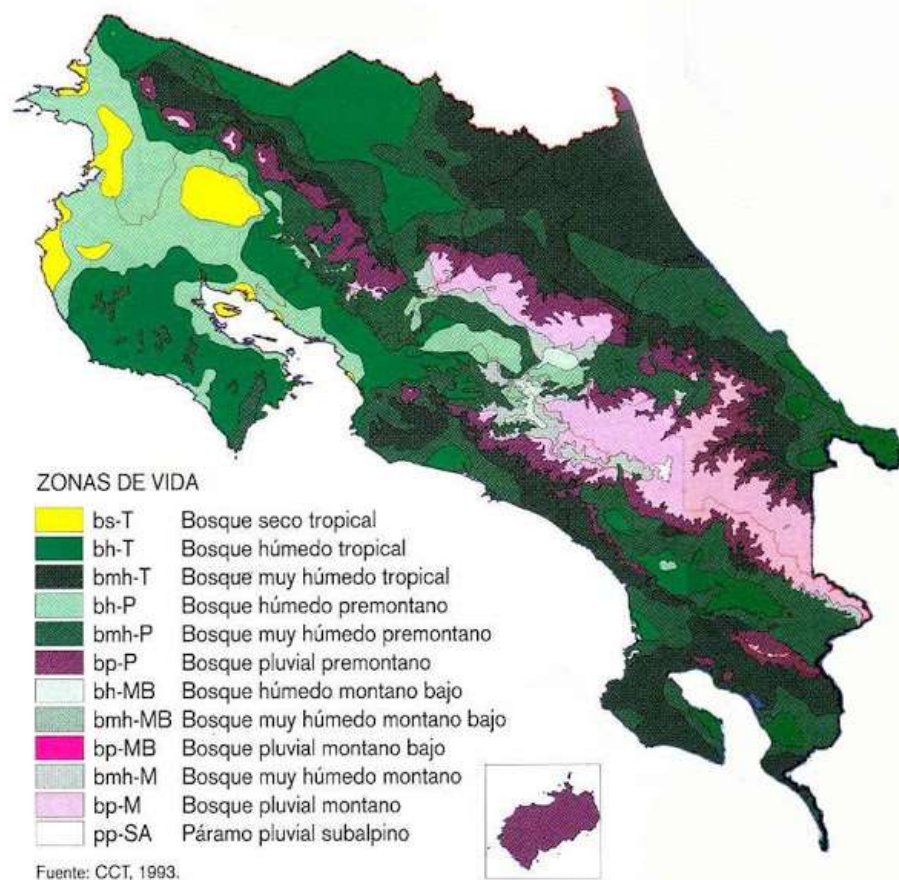 ZONAS DE VIDA
bs-T Bosque seco tropical
bh-T Bosque húmedo tropical
bmh-T Bosque muy húmedo tropical
bh-P Bosque húmedo premontano
bmh-P Bosque muy húmedo premontano
bp-P Bosque pluvial premontano
bh-MB Bosque húmedo montano bajo
bmh-MB Bosque muy húmedo montano bajo
bp-MB Bosque pluvial montano bajo
bmh-M Bosque muy húmedo montano
bp-M Bosque pluvial montano
pp-SA Páramo pluvial subalpino
Fuente: CCT, 1993.